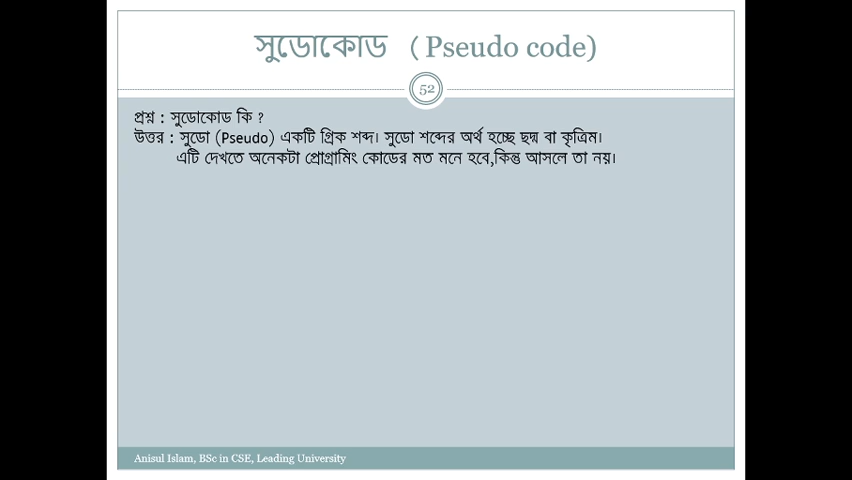 সুডোকোড ( Pseudo code)
52
প্রশ্ন : সুডোকোড কি ?
উত্তর : সুডো (Pseudo) একটি গ্রিক শব্দ। সুডো শব্দের অর্থ হচ্ছে ছদ্ম বা কৃত্রিম।
এটি দেখতে অনেকটা প্রোগ্রামিং কোডের মত মনে হবে,কিন্তু আসলে তা নয়।
Anisul Islam, BSc in CSE, Leading University